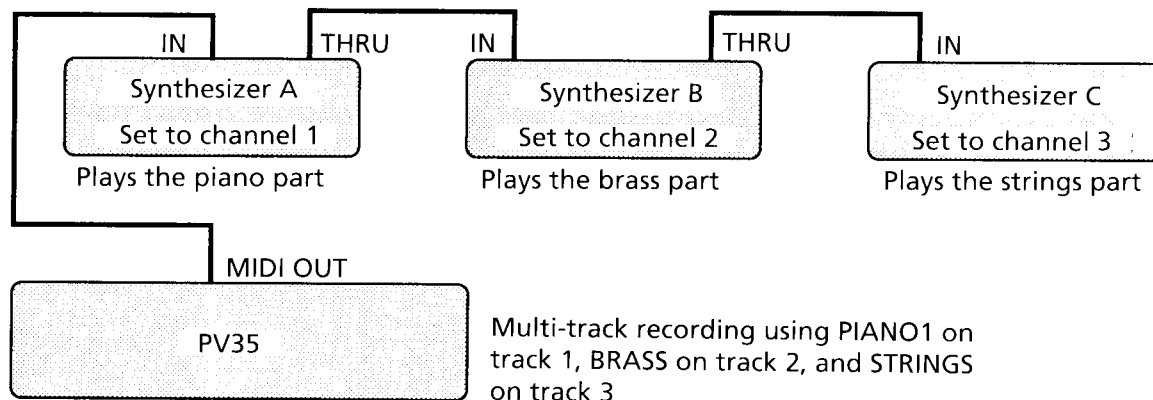 IN THRU IN THRU IN
Synthesizer A Synthesizer B Synthesizer C
Set to channel 1 Set to channel 2 Set to channel 3
Plays the piano part Plays the brass part Plays the strings part
MIDI OUT
PV35
Multi-track recording using PIANO1 on
track 1, BRASS on track 2, and STRINGS
on track 3